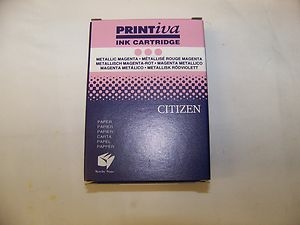 PRINTiva
INK CARTRIDGE
METALLIC MAGENTA • MÉTALLISÉ ROUGE MAGENTA
METALLISCH MAGENTA-ROT • MAGENTA METALLICO
MAGENTA METÁLICO • METALLISK RÖDVIOLETT
CITIZEN
PAPER
PAPIER
PAPIER
CARTA
PAPEL
PAPPER